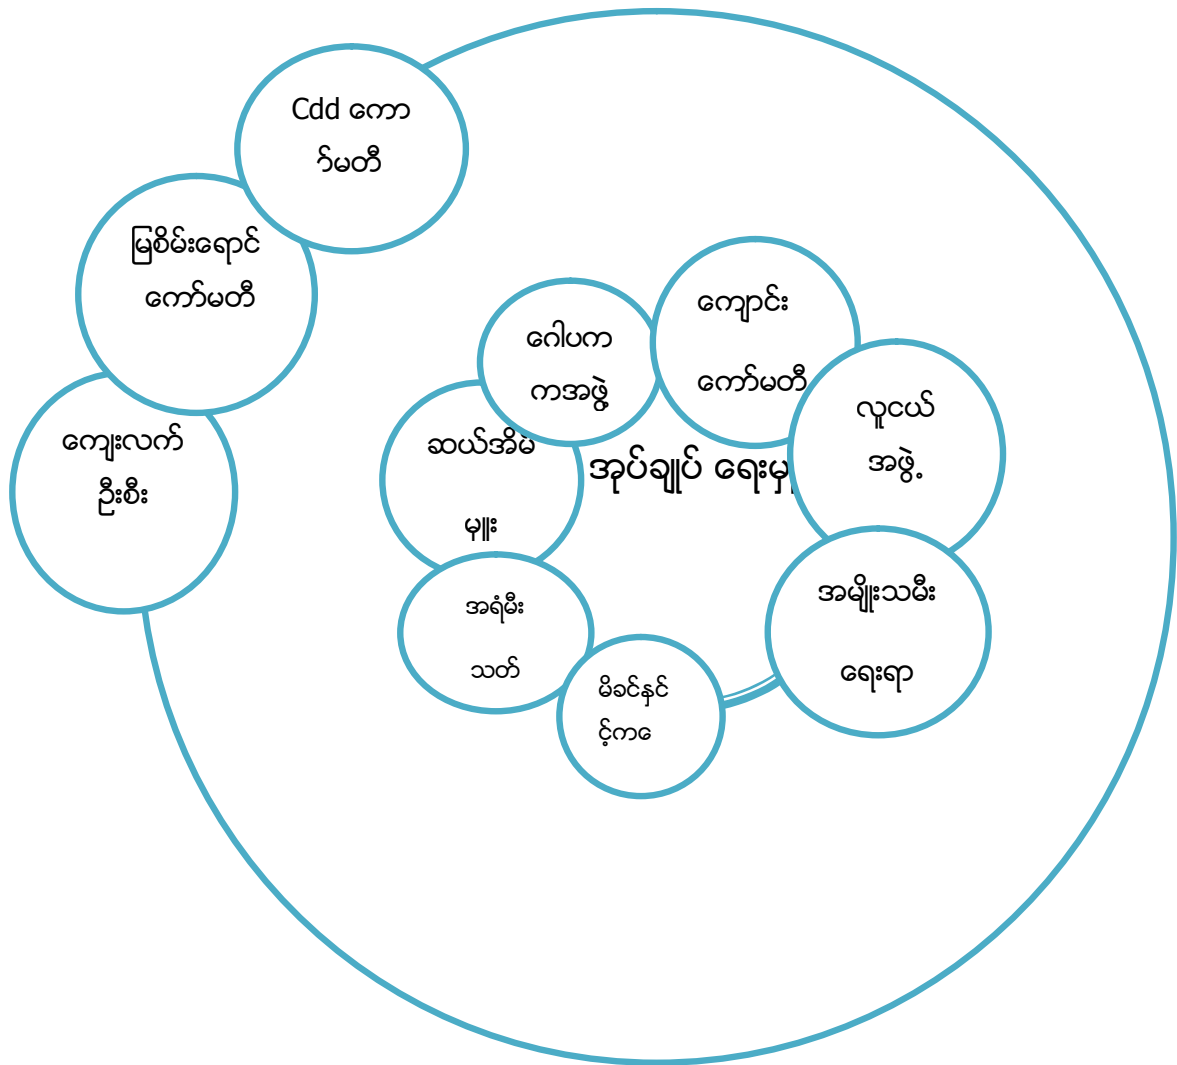 Cdd ကော
်မတီ
မြစိမ်းရောင်
ကော်မတီ
ကျေးလက်
ဦးစီး
ကျောင်း
ကော်မတီ
ဂေါပက
ကအဖွဲ့
လူငယ်
အဖွဲ့
ဆယ်အိမ်
မှူး
အုပ်ချုပ် ရေးမှ
အမျိုးသမီး
ရေးရာ
အရံမီး
သတ်
မိခင်နှင်
့်ကေ